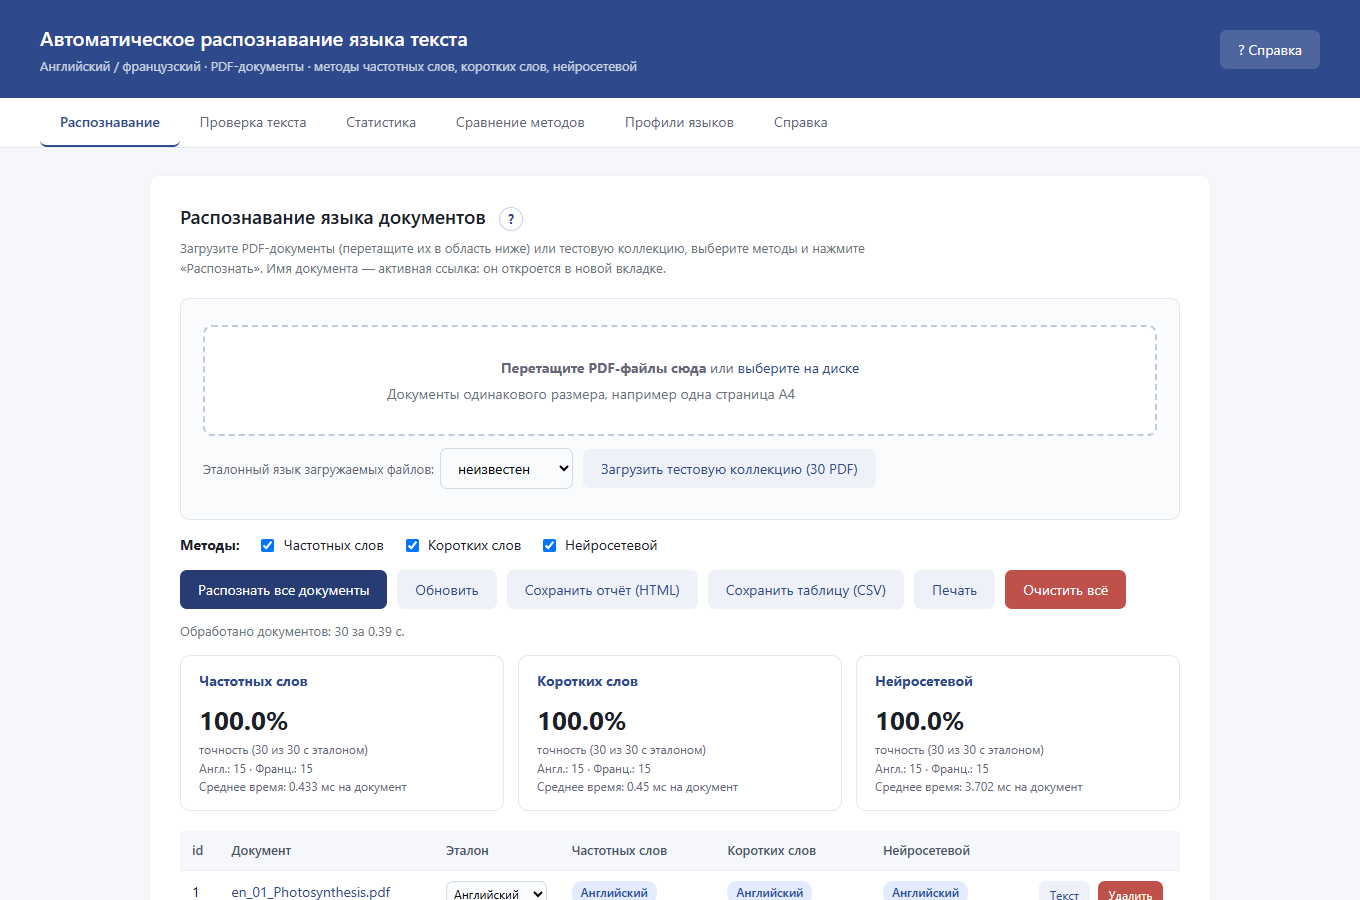 Автоматическое распознавание языка текста
Английский / французский · PDF-документы · методы частотных слов, коротких слов, нейросетевой
? Справка
Распознавание
Проверка текста
Статистика
Сравнение методов
Профили языков
Справка
Распознавание языка документов ?
Загрузите PDF-документы (перетащите их в область ниже) или тестовую коллекцию, выберите методы и нажмите
«Распознать». Имя документа — активная ссылка: он откроется в новой вкладке.
Перетащите PDF-файлы сюда или выберите на диске
Документы одинакового размера, например одна страница А4
Эталонный язык загружаемых файлов: неизвестен Загрузить тестовую коллекцию (30 PDF)
Методы: Частотных слов Коротких слов Нейросетевой
Распознать все документы Обновить Сохранить отчёт (HTML) Сохранить таблицу (CSV) Печать Очистить всё
Обработано документов: 30 за 0.39 с.
Частотных слов
100.0%
точность (30 из 30 с эталоном)
Англ.: 15 · Франц.: 15
Среднее время: 0.433 мс на документ
Коротких слов
100.0%
точность (30 из 30 с эталоном)
Англ.: 15 · Франц.: 15
Среднее время: 0.45 мс на документ
Нейросетевой
100.0%
точность (30 из 30 с эталоном)
Англ.: 15 · Франц.: 15
Среднее время: 3.702 мс на документ
id Документ Эталон Частотных слов Коротких слов Нейросетевой
1 en_01_Photosynthesis.pdf Английский Английский Английский Английский Текст Удалить